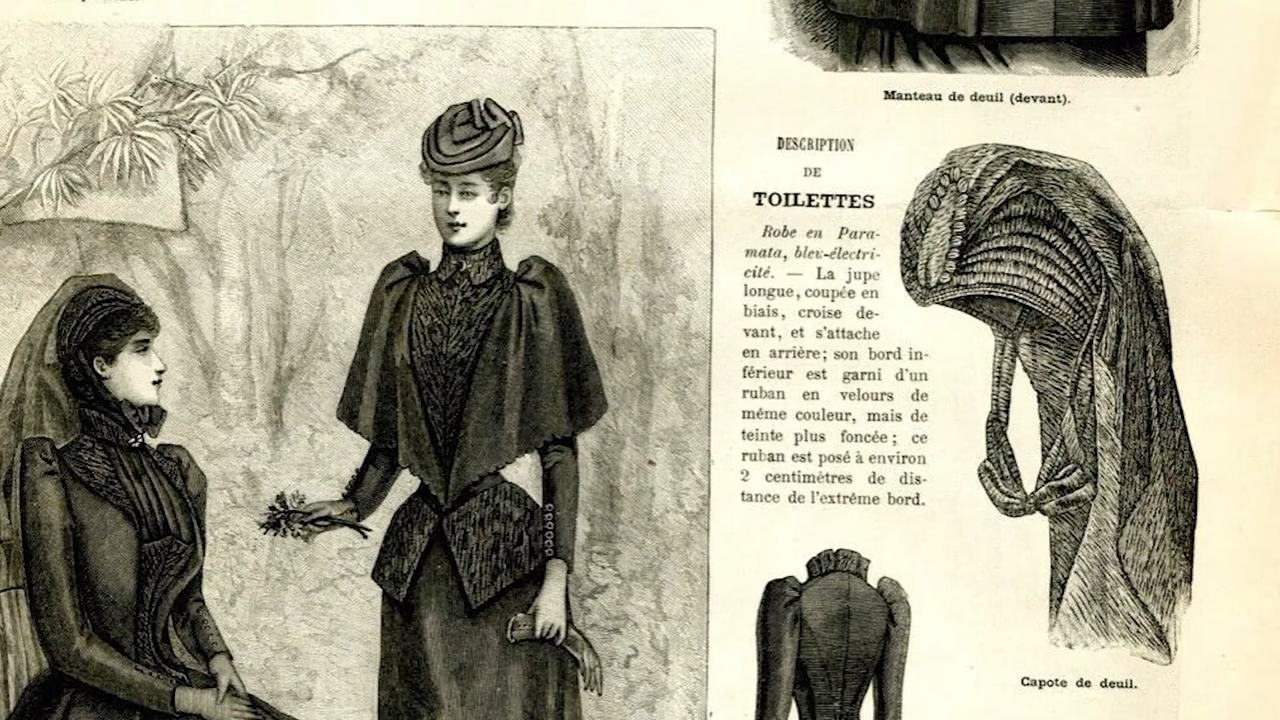 Manteau de deuil (devant).
DESCRIPTION
DE
TOILETTES
Robe en Para-
mata, bleu-électri-
cité. — La jupe
longue, coupée en
biais, croise de-
vant, et s'attache
en arrière; son bord in-
férieur est garni d'un
ruban en velours de
même couleur, mais de
teinte plus foncée; ce
ruban est posé à environ
2 centimètres de dis-
tance de l'extrême bord.
Capote de deuil.